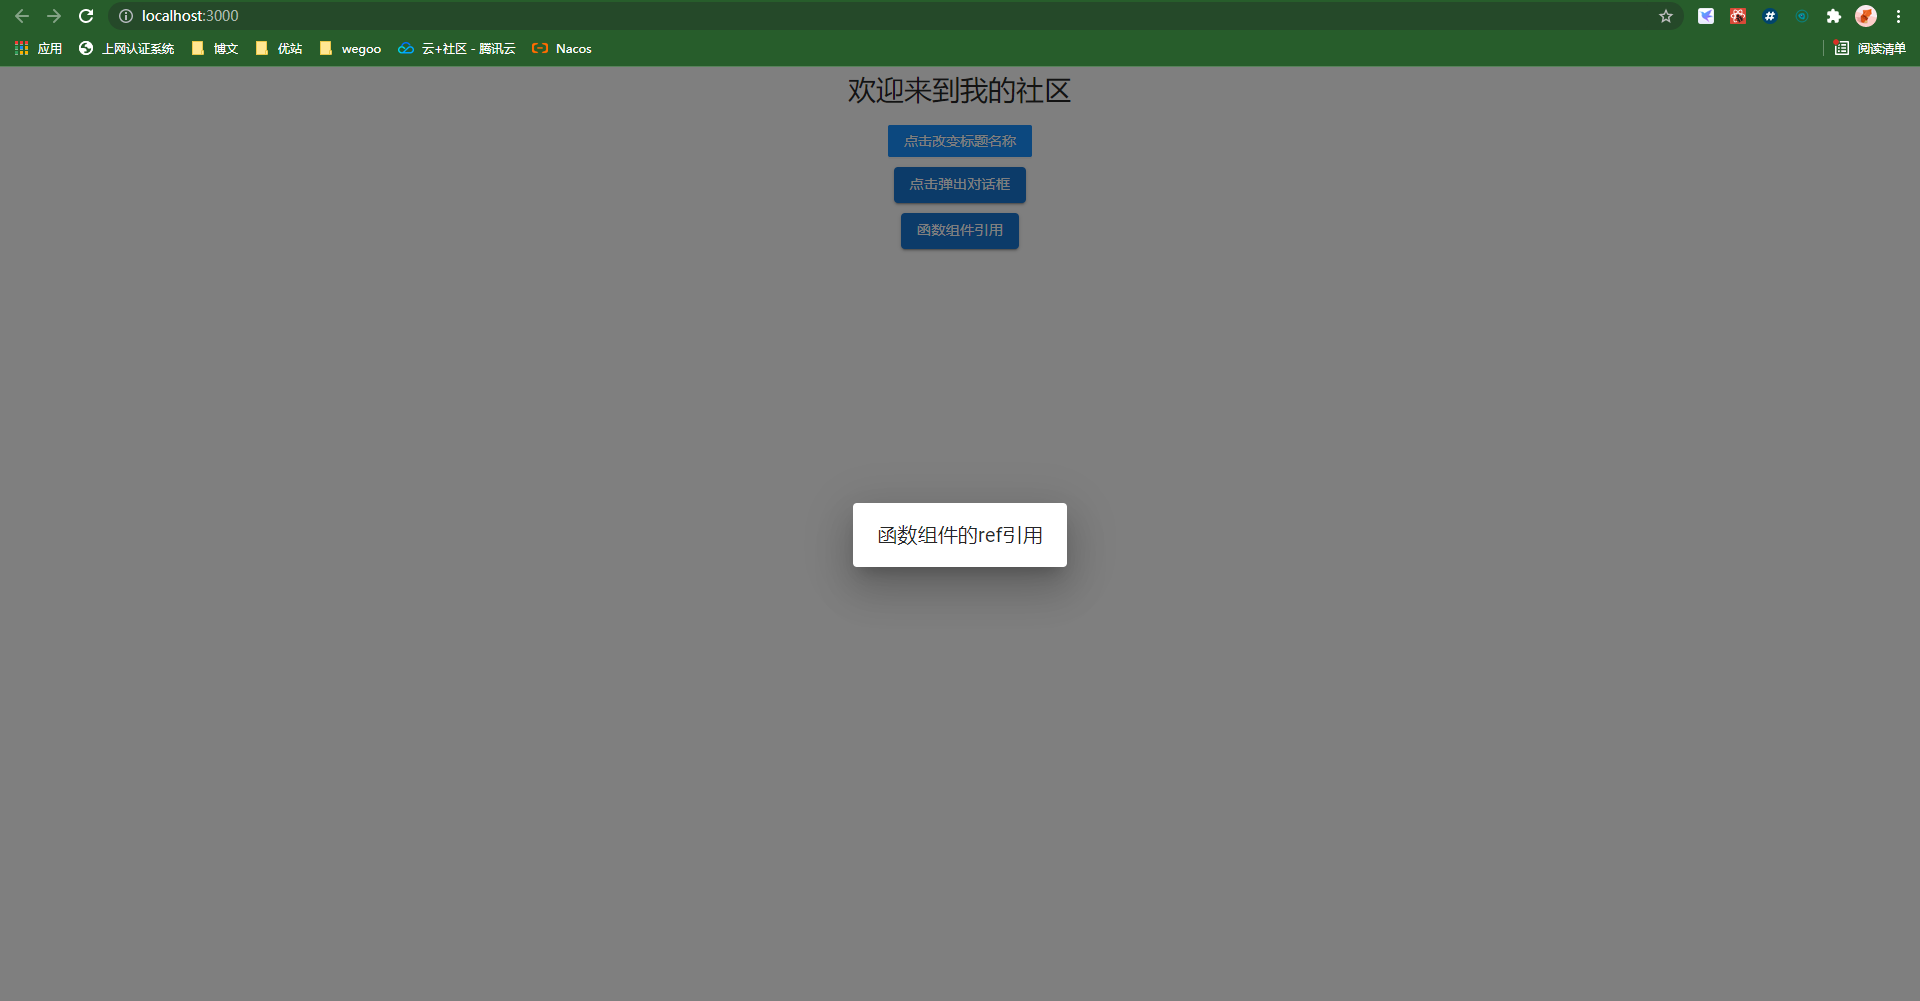 localhost:3000
应用 上网认证系统 博文 优站 wegoo 云+社区 - 腾讯云 Nacos 阅读清单
欢迎来到我的社区
点击改变标题名称
点击弹出对话框
函数组件引用
函数组件的ref引用